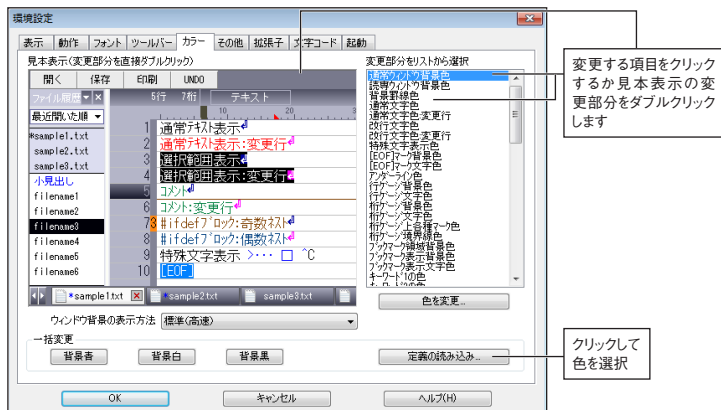 環境設定
表示 動作 フォント ツールバー カラー その他 拡張子 文字コード 起動
見本表示(変更部分を直接ダブルクリック)
開く 保存 印刷 UNDO
ファイル履歴 5行 7桁 テキスト
最近開いた順
10 20
*sample1.txt
sample2.txt
sample3.txt
小見出し
filename1
filename2
filename3
filename4
filename5
filename6
1 通常テキスト表示
2 通常テキスト表示:変更行
3 選択範囲表示
4 選択範囲表示:変更行
5 コメント
6 コメント:変更行
78 #ifdefブロック:奇数ネスト
8 #ifdefブロック:偶数ネスト
9 特殊文字表示 >・・・ □ ^C
10 [EOF]
*sample1.txt *sample2.txt sample3.txt
変更部分をリストから選択
通常ウィンドウ背景色
読専ウィンドウ背景色
背景罫線色
通常文字色
通常文字色:変更行
改行文字色
改行文字色:変更行
特殊文字表示色
[EOF]マーク背景色
[EOF]マーク文字色
アンダーライン色
行ゲージ背景色
行ゲージ文字色
桁ゲージ背景色
桁ゲージ文字色
桁ゲージ上各種マーク色
桁ゲージ境界線色
ブックマーク領域背景色
ブックマーク表示背景色
ブックマーク表示文字色
キーワード1の色
色を変更...
ウィンドウ背景の表示方法 標準(高速)
一括変更
背景青 背景白 背景黒 定義の読み込み...
OK キャンセル ヘルプ(H)
変更する項目をクリック
するか見本表示の変
更部分をダブルクリック
します
クリックして
色を選択